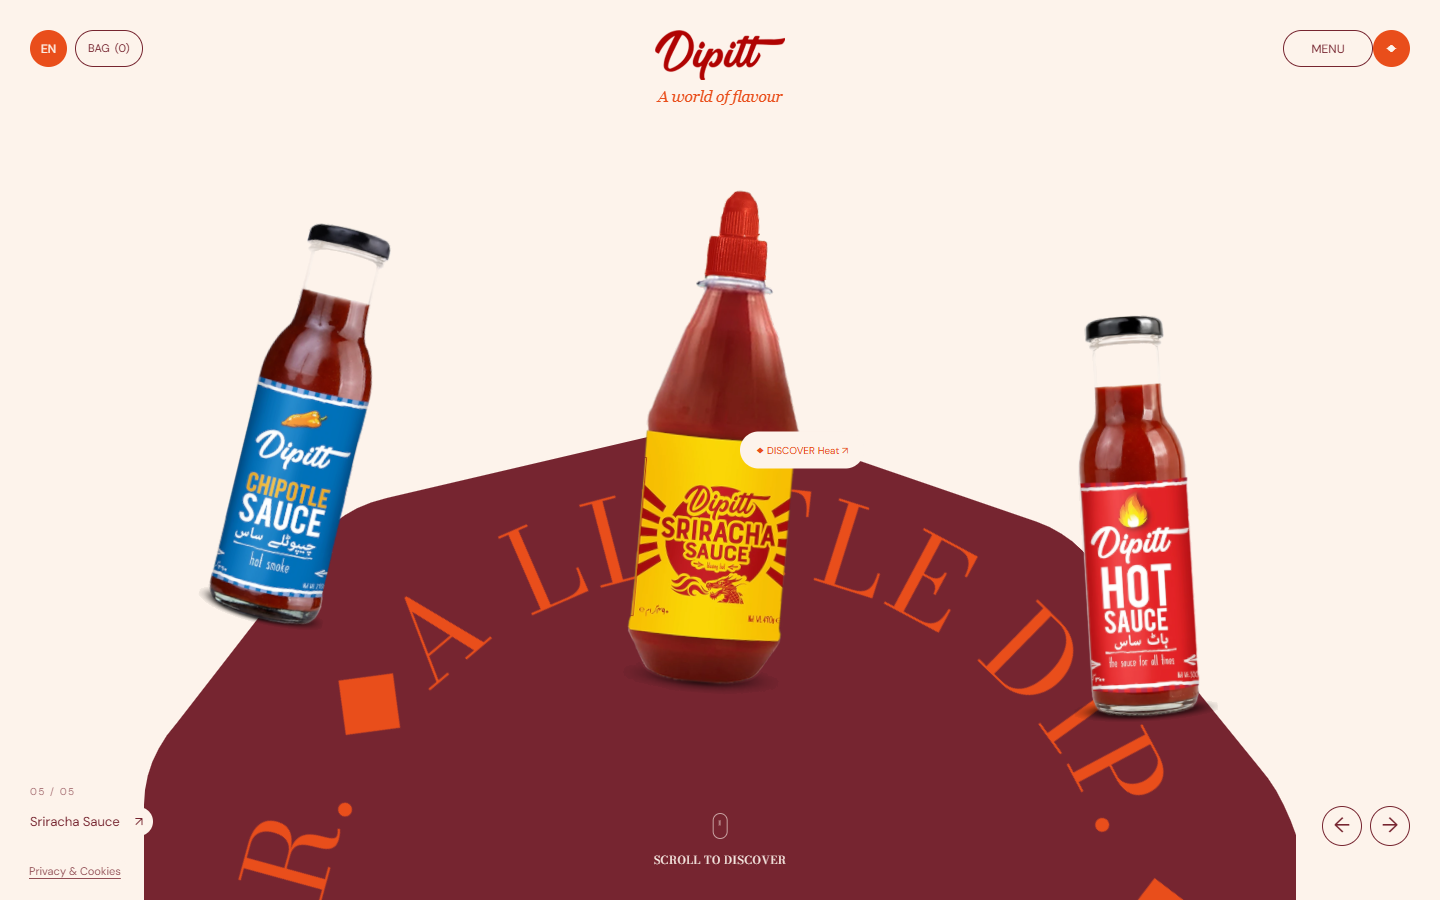 EN
BAG (0)
Dipitt
A world of flavour
MENU
Dipitt
CHIPOTLE
SAUCE
چیپوٹلے ساس
hot smoke
DISCOVER Heat
Dipitt
SRIRACHA
SAUCE
Dipitt
HOT
SAUCE
ہاٹ ساس
the sauce for all times
A LITTLE DIP.
R.
05 / 05
Sriracha Sauce
SCROLL TO DISCOVER
Privacy & Cookies